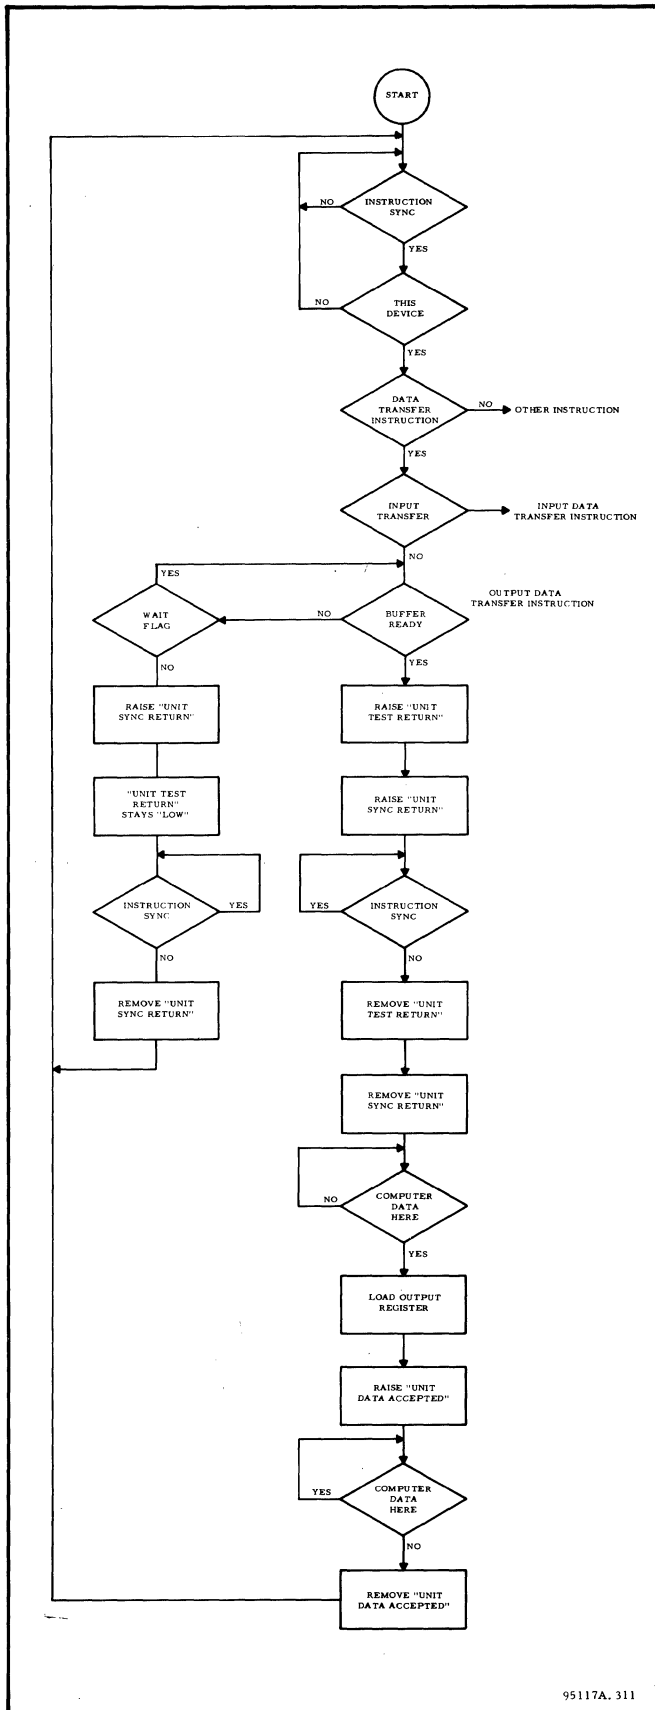 START
INSTRUCTION
SYNC
NO
YES
THIS
DEVICE
NO
YES
DATA
TRANSFER
INSTRUCTION
NO
OTHER INSTRUCTION
YES
INPUT
TRANSFER
INPUT DATA
TRANSFER INSTRUCTION
NO
YES
OUTPUT DATA
TRANSFER INSTRUCTION
WAIT
FLAG
NO
BUFFER
READY
NO
YES
RAISE "UNIT
SYNC RETURN"
RAISE "UNIT
TEST RETURN"
"UNIT TEST
RETURN"
STAYS "LOW"
RAISE "UNIT
SYNC RETURN"
INSTRUCTION
SYNC
YES
YES
INSTRUCTION
SYNC
NO
NO
REMOVE "UNIT
SYNC RETURN"
REMOVE "UNIT
TEST RETURN"
REMOVE "UNIT
SYNC RETURN"
NO
COMPUTER
DATA
HERE
YES
LOAD OUTPUT
REGISTER
RAISE "UNIT
DATA ACCEPTED"
YES
COMPUTER
DATA
HERE
NO
REMOVE "UNIT
DATA ACCEPTED"
95117A.311